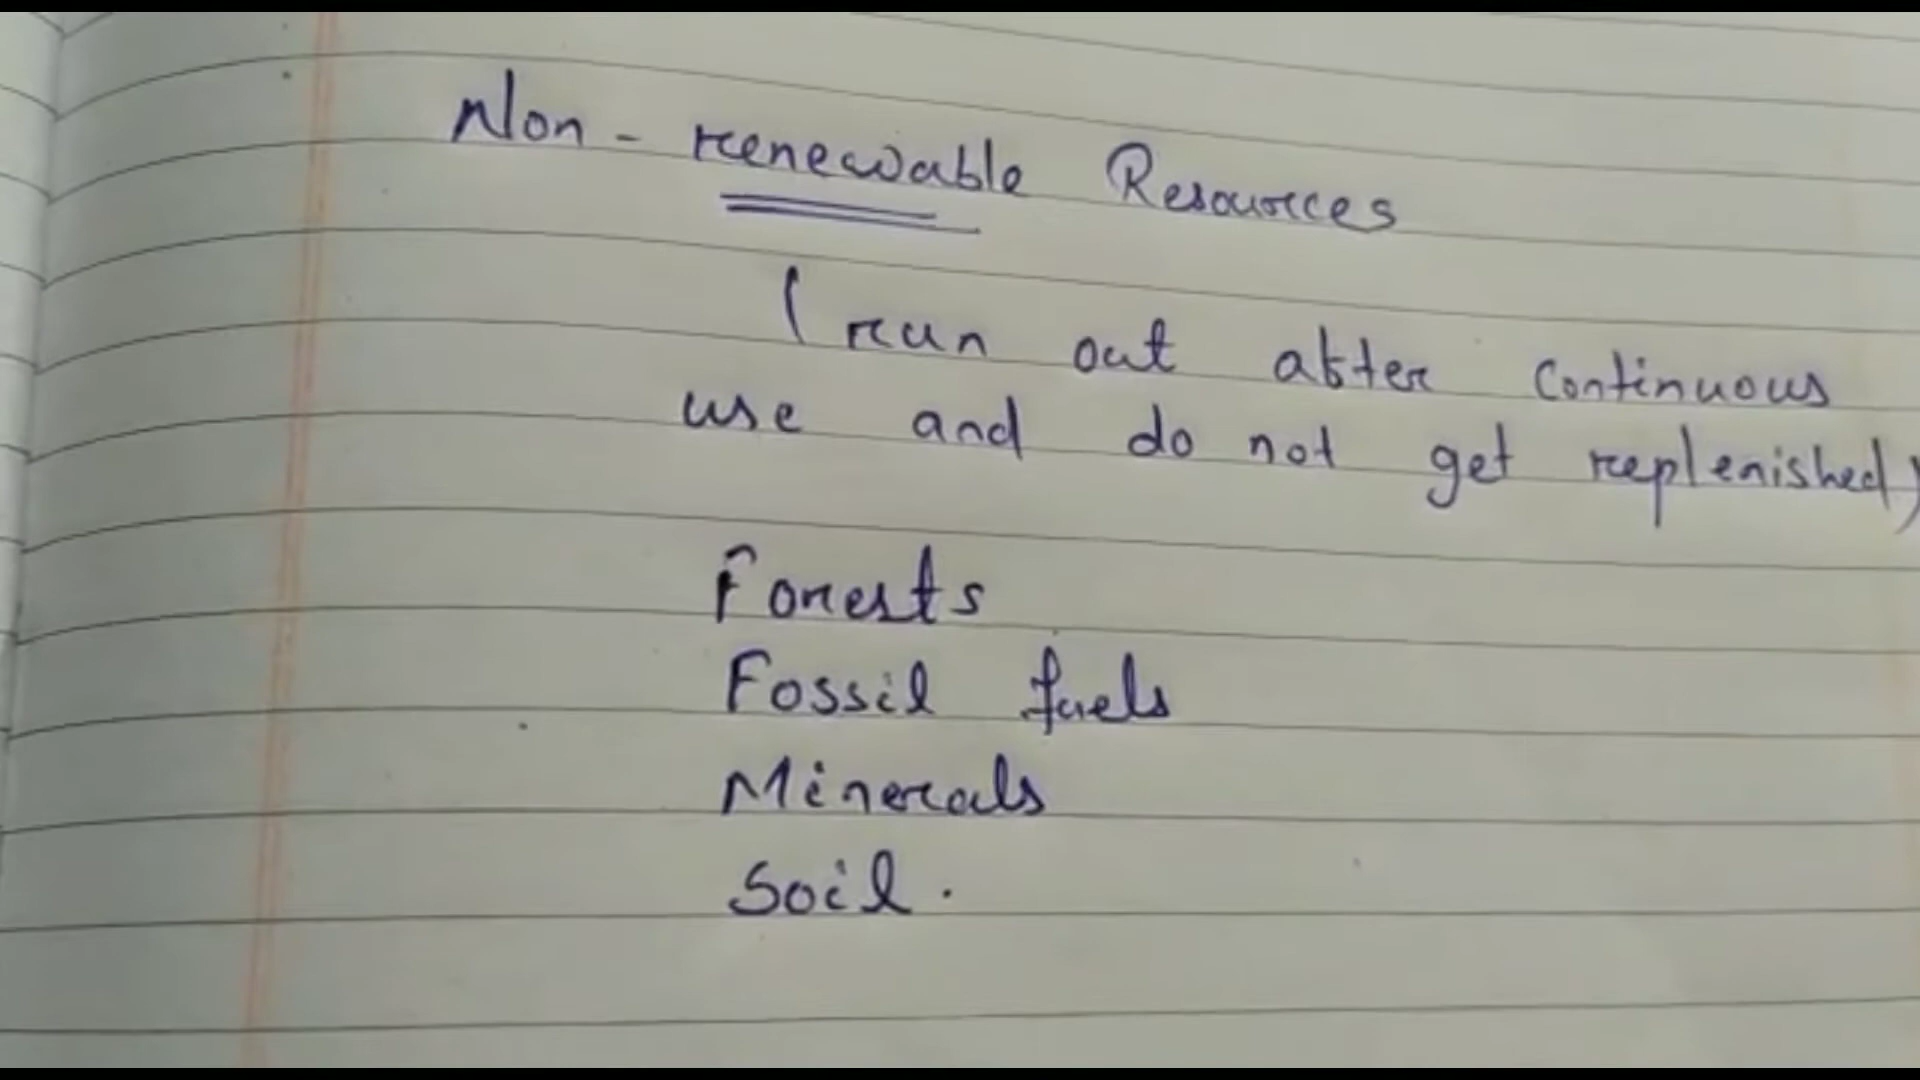 Non - renewable Resources
(run out after continuous
use and do not get replenished)
Forests
Fossil fuels
Minerals
Soil.